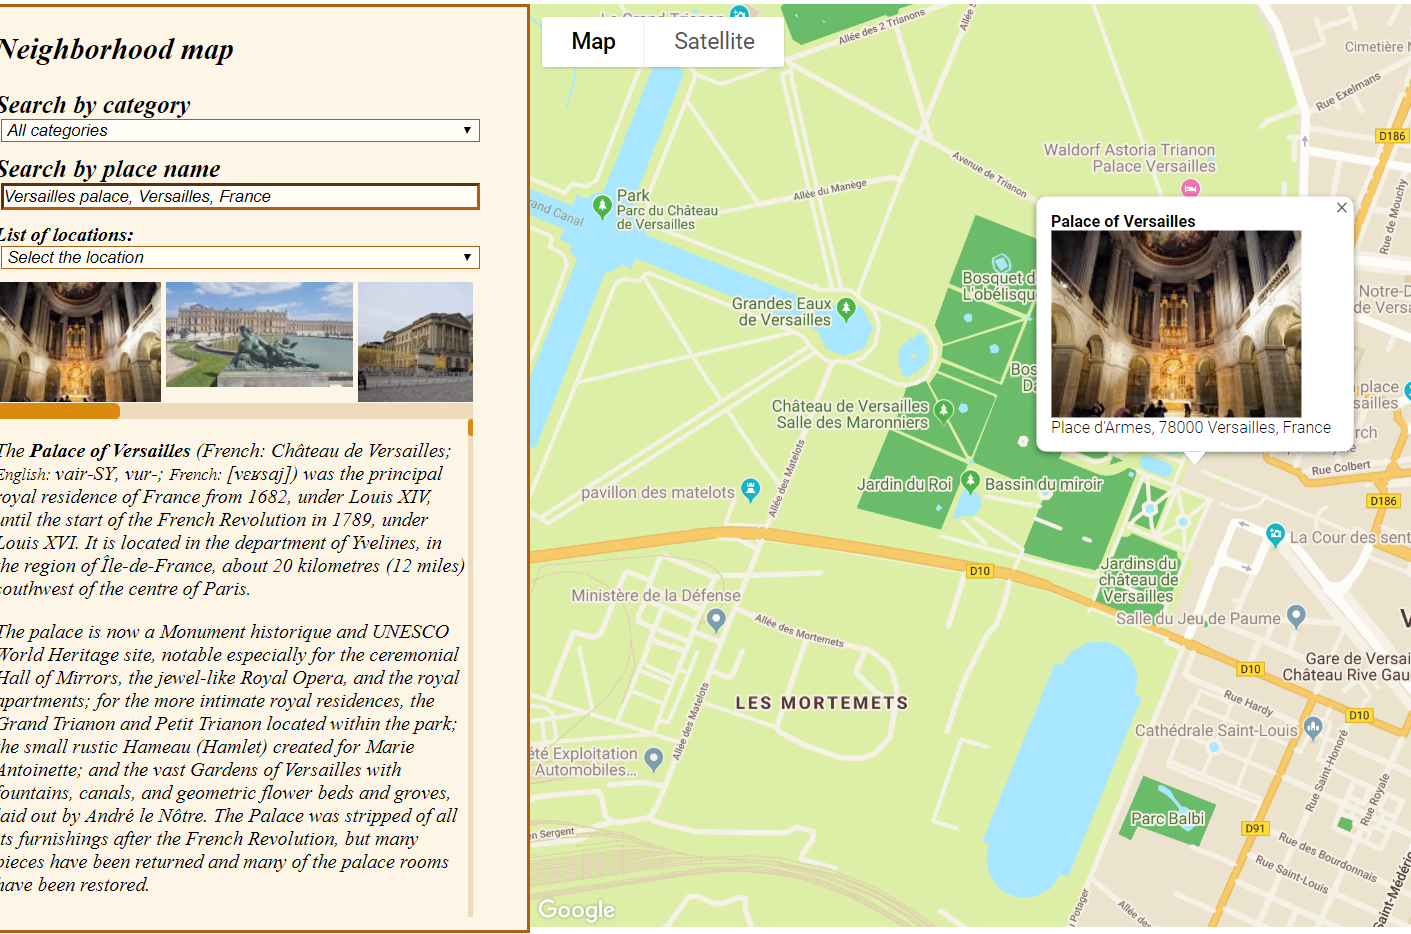 Neighborhood map
Search by category
All categories
Search by place name
Versailles palace, Versailles, France
List of locations:
Select the location
The Palace of Versailles (French: Château de Versailles;
English: vair-SY, vur-; French: [vɛʁsaj]) was the principal
royal residence of France from 1682, under Louis XIV,
until the start of the French Revolution in 1789, under
Louis XVI. It is located in the department of Yvelines, in
the region of Île-de-France, about 20 kilometres (12 miles)
southwest of the centre of Paris.
The palace is now a Monument historique and UNESCO
World Heritage site, notable especially for the ceremonial
Hall of Mirrors, the jewel-like Royal Opera, and the royal
apartments; for the more intimate royal residences, the
Grand Trianon and Petit Trianon located within the park;
the small rustic Hameau (Hamlet) created for Marie
Antoinette; and the vast Gardens of Versailles with
fountains, canals, and geometric flower beds and groves,
laid out by André le Nôtre. The Palace was stripped of all
its furnishings after the French Revolution, but many
pieces have been returned and many of the palace rooms
have been restored.
Map
Satellite
Allée des 2 Trianons
Allée S
Cimetière N
Rue Exelmans
D186
Waldorf Astoria Trianon
Palace Versailles
Avenue de Trianon
Allée du Manège
Park
Parc du Château
de Versailles
rand Canal
Rue de Mouchy
Palace of Versailles
Place d'Armes, 78000 Versailles, France
Bosquet d
L'obélisqu
Notre-D
de Versa
Grandes Eaux
de Versailles
Bos
Da
place
sailles
Château de Versailles
Salle des Maronniers
rch
Rue Colbert
Allée des Matelots
pavillon des matelots
Jardin du Roi
Bassin du miroir
D186
La Cour des sent
D10
Jardins du
château de
Versailles
Ministère de la Défense
Allée des Mortemets
Salle du Jeu de Paume
V
D10
Gare de Versai
Château Rive Gau
LES MORTEMETS
Rue Hardy
D10
Allée des Matelots
Cathédrale Saint-Louis
été Exploitation
Automobiles...
Rue Saint-Honoré
Rue Royale
Parc Balbi
D91
en Sergent
Rue des Bourdonnais
Rue Saint-Louis
Saint-Médéric
Potager
Allée des
Google